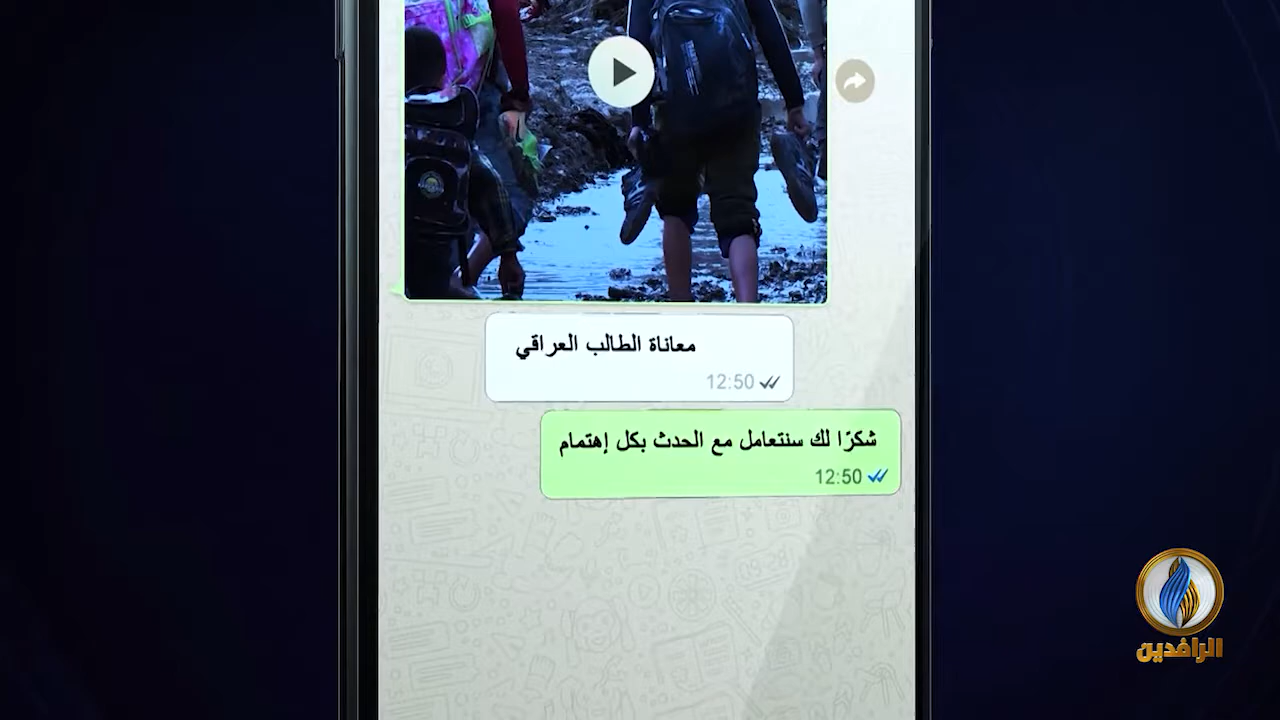 معاناة الطالب العراقي
12:50
شكرًا لك سنتعامل مع الحدث بكل إهتمام
12:50
الرافدين